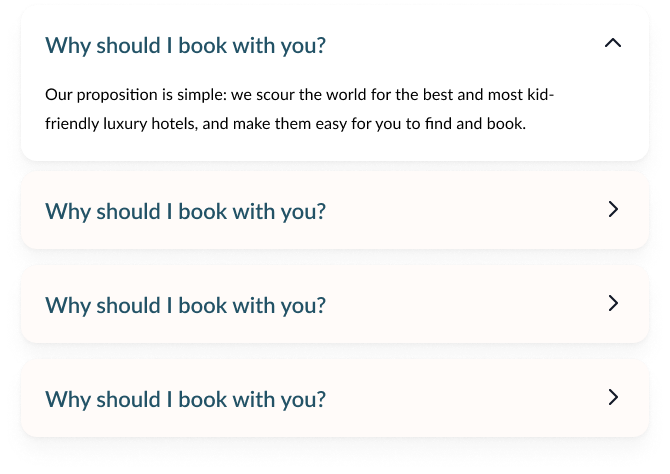 Why should I book with you?
Our proposition is simple: we scour the world for the best and most kid-
friendly luxury hotels, and make them easy for you to find and book.
Why should I book with you?
Why should I book with you?
Why should I book with you?